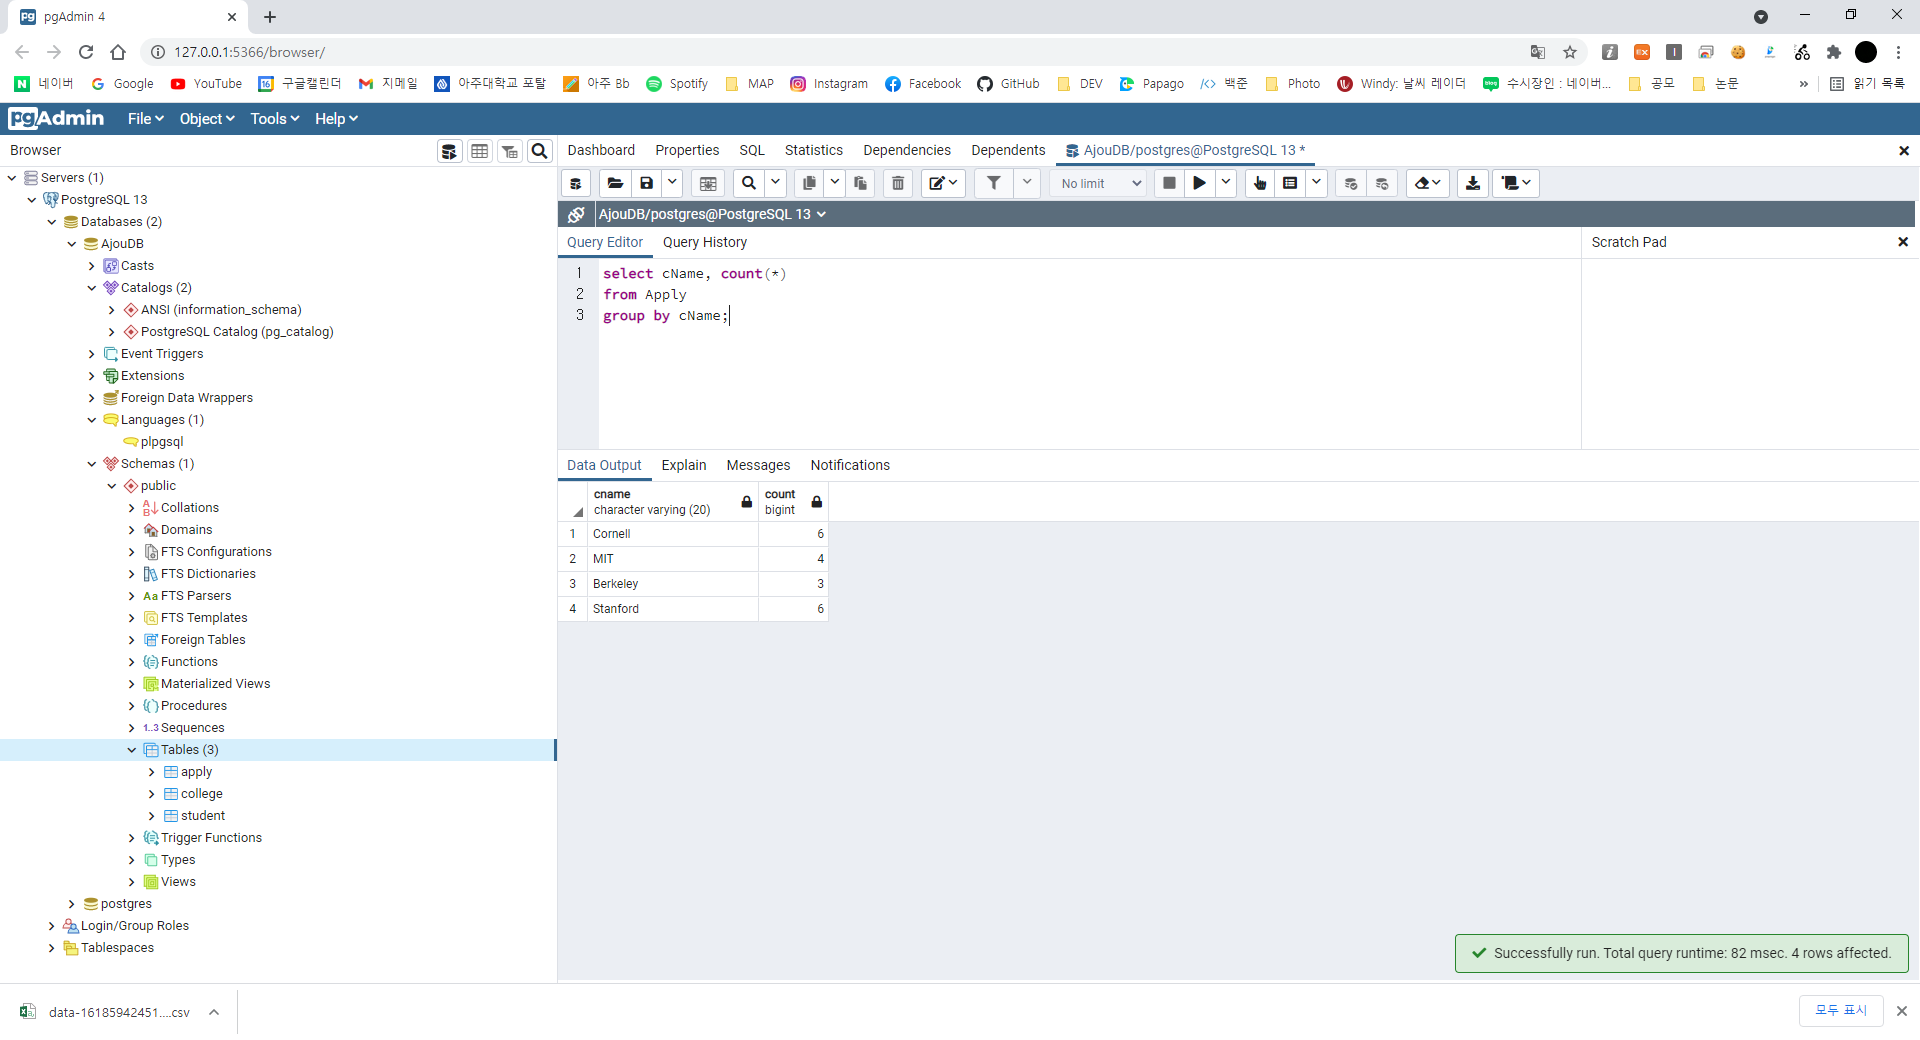 pgAdmin 4
127.0.0.1:5366/browser/
네이버 Google YouTube 구글캘린더 지메일 아주대학교 포탈 아주 Bb Spotify MAP Instagram Facebook GitHub DEV Papago 백준 Photo Windy: 날씨 레이더 수시장인 : 네이버... 공모 논문 » 읽기 목록
pgAdmin File Object Tools Help
Browser
Dashboard Properties SQL Statistics Dependencies Dependents AjouDB/postgres@PostgreSQL 13 *
No limit
AjouDB/postgres@PostgreSQL 13
Query Editor Query History
Scratch Pad
1 select cName, count(*)
2 from Apply
3 group by cName;
Data Output Explain Messages Notifications
cname
character varying (20)
count
bigint
1 Cornell 6
2 MIT 4
3 Berkeley 3
4 Stanford 6
Servers (1)
PostgreSQL 13
Databases (2)
AjouDB
Casts
Catalogs (2)
ANSI (information_schema)
PostgreSQL Catalog (pg_catalog)
Event Triggers
Extensions
Foreign Data Wrappers
Languages (1)
plpgsql
Schemas (1)
public
Collations
Domains
FTS Configurations
FTS Dictionaries
FTS Parsers
FTS Templates
Foreign Tables
Functions
Materialized Views
Procedures
1..3 Sequences
Tables (3)
apply
college
student
Trigger Functions
Types
Views
postgres
Login/Group Roles
Tablespaces
Successfully run. Total query runtime: 82 msec. 4 rows affected.
data-16185942451....csv
모두 표시